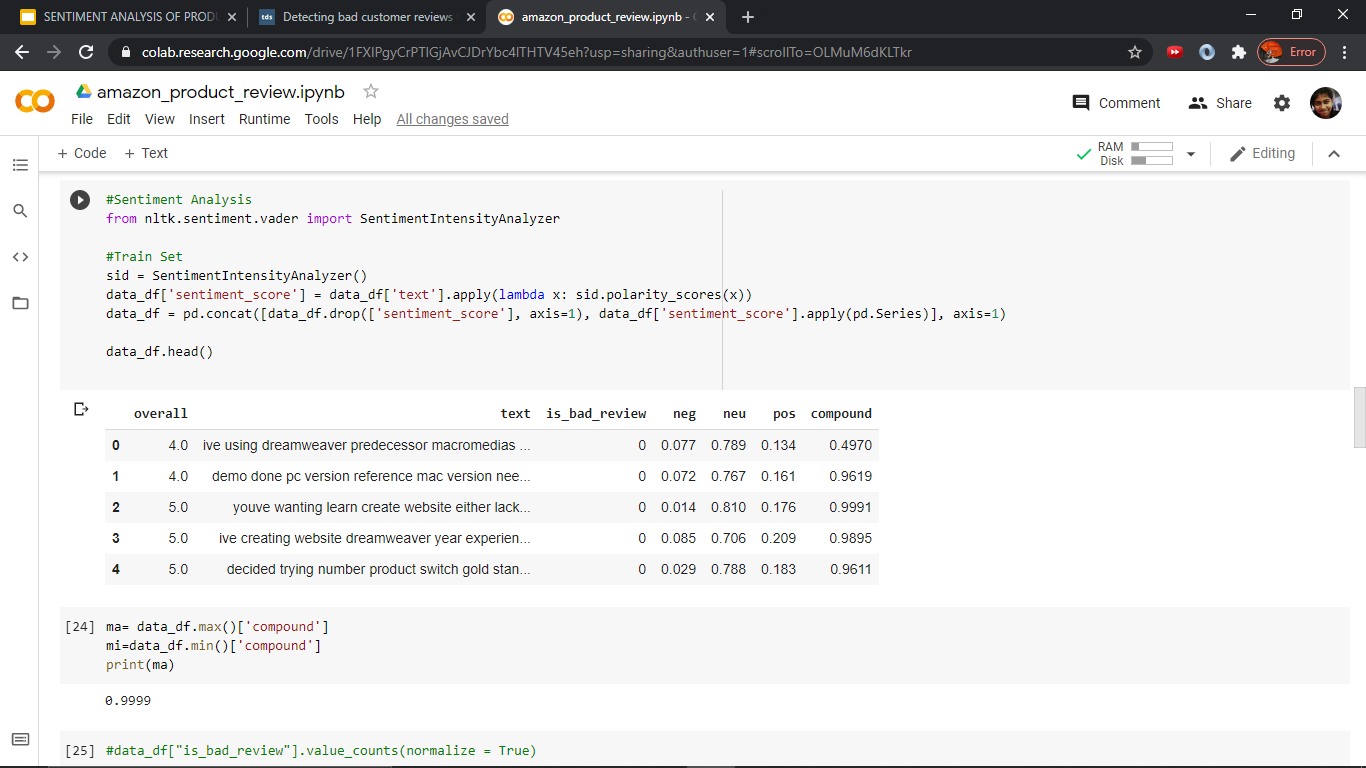 SENTIMENT ANALYSIS OF PRODU
tds Detecting bad customer reviews
amazon_product_review.ipynb - C
colab.research.google.com/drive/1FXlPgyCrPTlGjAvCJDrYbc4lTHTV45eh?usp=sharing&authuser=1#scrollTo=OLMuM6dKLTkr
Error
amazon_product_review.ipynb
File Edit View Insert Runtime Tools Help All changes saved
Comment Share
+ Code + Text
RAM
Disk
Editing
#Sentiment Analysis
from nltk.sentiment.vader import SentimentIntensityAnalyzer
#Train Set
sid = SentimentIntensityAnalyzer()
data_df['sentiment_score'] = data_df['text'].apply(lambda x: sid.polarity_scores(x))
data_df = pd.concat([data_df.drop(['sentiment_score'], axis=1), data_df['sentiment_score'].apply(pd.Series)], axis=1)
data_df.head()
overall text is_bad_review neg neu pos compound
0 4.0 ive using dreamweaver predecessor macromedias ... 0 0.077 0.789 0.134 0.4970
1 4.0 demo done pc version reference mac version nee... 0 0.072 0.767 0.161 0.9619
2 5.0 youve wanting learn create website either lack... 0 0.014 0.810 0.176 0.9991
3 5.0 ive creating website dreamweaver year experien... 0 0.085 0.706 0.209 0.9895
4 5.0 decided trying number product switch gold stan... 0 0.029 0.788 0.183 0.9611
[24] ma= data_df.max()['compound']
mi=data_df.min()['compound']
print(ma)
0.9999
[25] #data_df["is_bad_review"].value_counts(normalize = True)